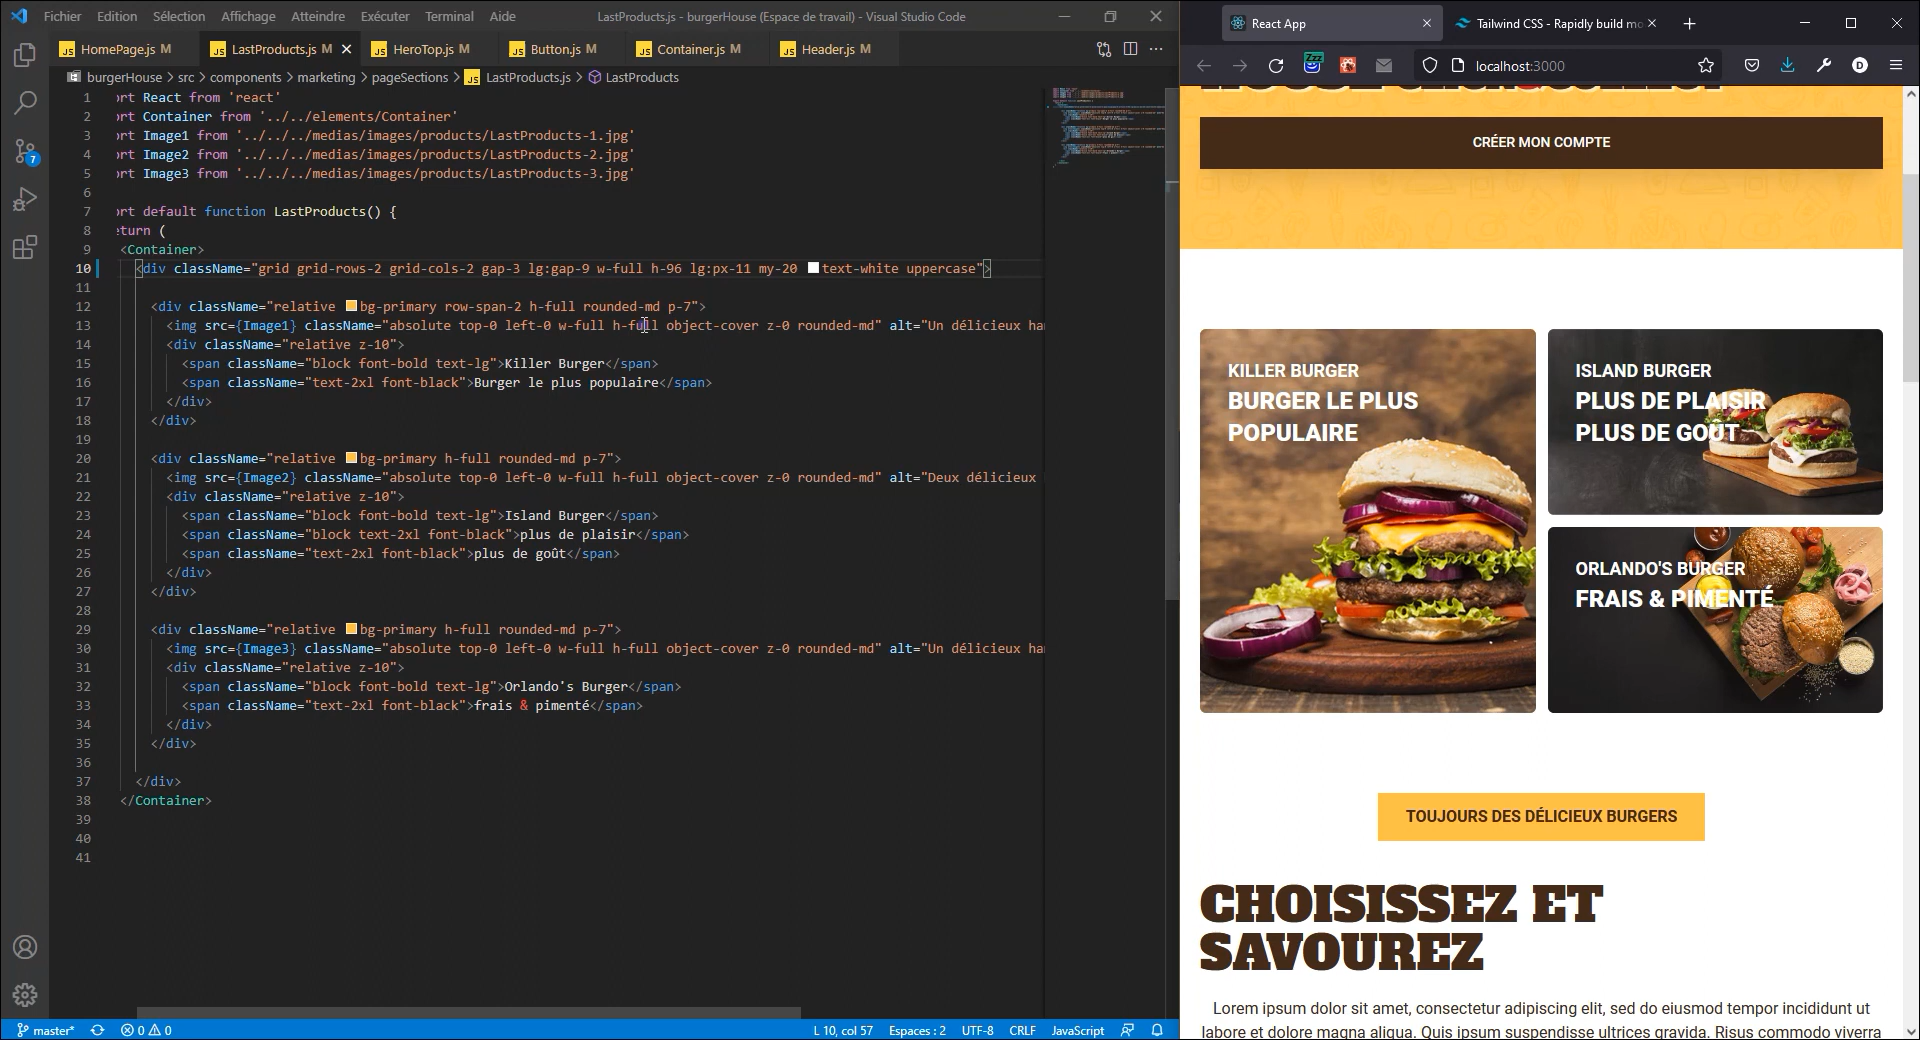 Fichier Edition Sélection Affichage Atteindre Exécuter Terminal Aide
LastProducts.js - burgerHouse (Espace de travail) - Visual Studio Code
JS HomePage.js M JS LastProducts.js M JS HeroTop.js M JS Button.js M JS Container.js M JS Header.js M
burgerHouse > src > components > marketing > pageSections > JS LastProducts.js > LastProducts
1 ort React from 'react'
2 ort Container from '../../elements/Container'
3 ort Image1 from '../../../medias/images/products/LastProducts-1.jpg'
4 ort Image2 from '../../../medias/images/products/LastProducts-2.jpg'
5 ort Image3 from '../../../medias/images/products/LastProducts-3.jpg'
6
7 ort default function LastProducts() {
8 eturn (
9 <Container>
10 <div className="grid grid-rows-2 grid-cols-2 gap-3 lg:gap-9 w-full h-96 lg:px-11 my-20 text-white uppercase">
11
12 <div className="relative bg-primary row-span-2 h-full rounded-md p-7">
13 <img src={Image1} className="absolute top-0 left-0 w-full h-full object-cover z-0 rounded-md" alt="Un délicieux ha
14 <div className="relative z-10">
15 <span className="block font-bold text-lg">Killer Burger</span>
16 <span className="text-2xl font-black">Burger le plus populaire</span>
17 </div>
18 </div>
19
20 <div className="relative bg-primary h-full rounded-md p-7">
21 <img src={Image2} className="absolute top-0 left-0 w-full h-full object-cover z-0 rounded-md" alt="Deux délicieux
22 <div className="relative z-10">
23 <span className="block font-bold text-lg">Island Burger</span>
24 <span className="block text-2xl font-black">plus de plaisir</span>
25 <span className="text-2xl font-black">plus de goût</span>
26 </div>
27 </div>
28
29 <div className="relative bg-primary h-full rounded-md p-7">
30 <img src={Image3} className="absolute top-0 left-0 w-full h-full object-cover z-0 rounded-md" alt="Un délicieux ha
31 <div className="relative z-10">
32 <span className="block font-bold text-lg">Orlando's Burger</span>
33 <span className="text-2xl font-black">frais & pimenté</span>
34 </div>
35 </div>
36
37 </div>
38 </Container>
39
40
41
7
master* 0 0 L 10, col 57 Espaces : 2 UTF-8 CRLF JavaScript
React App Tailwind CSS - Rapidly build mo
localhost:3000 D
CRÉER MON COMPTE
KILLER BURGER
BURGER LE PLUS
POPULAIRE
ISLAND BURGER
PLUS DE PLAISIR
PLUS DE GOÛT
ORLANDO'S BURGER
FRAIS & PIMENTÉ
TOUJOURS DES DÉLICIEUX BURGERS
CHOISISSEZ ET
SAVOUREZ
Lorem ipsum dolor sit amet, consectetur adipiscing elit, sed do eiusmod tempor incididunt ut
labore et dolore magna aliqua. Quis ipsum suspendisse ultrices gravida. Risus commodo viverra